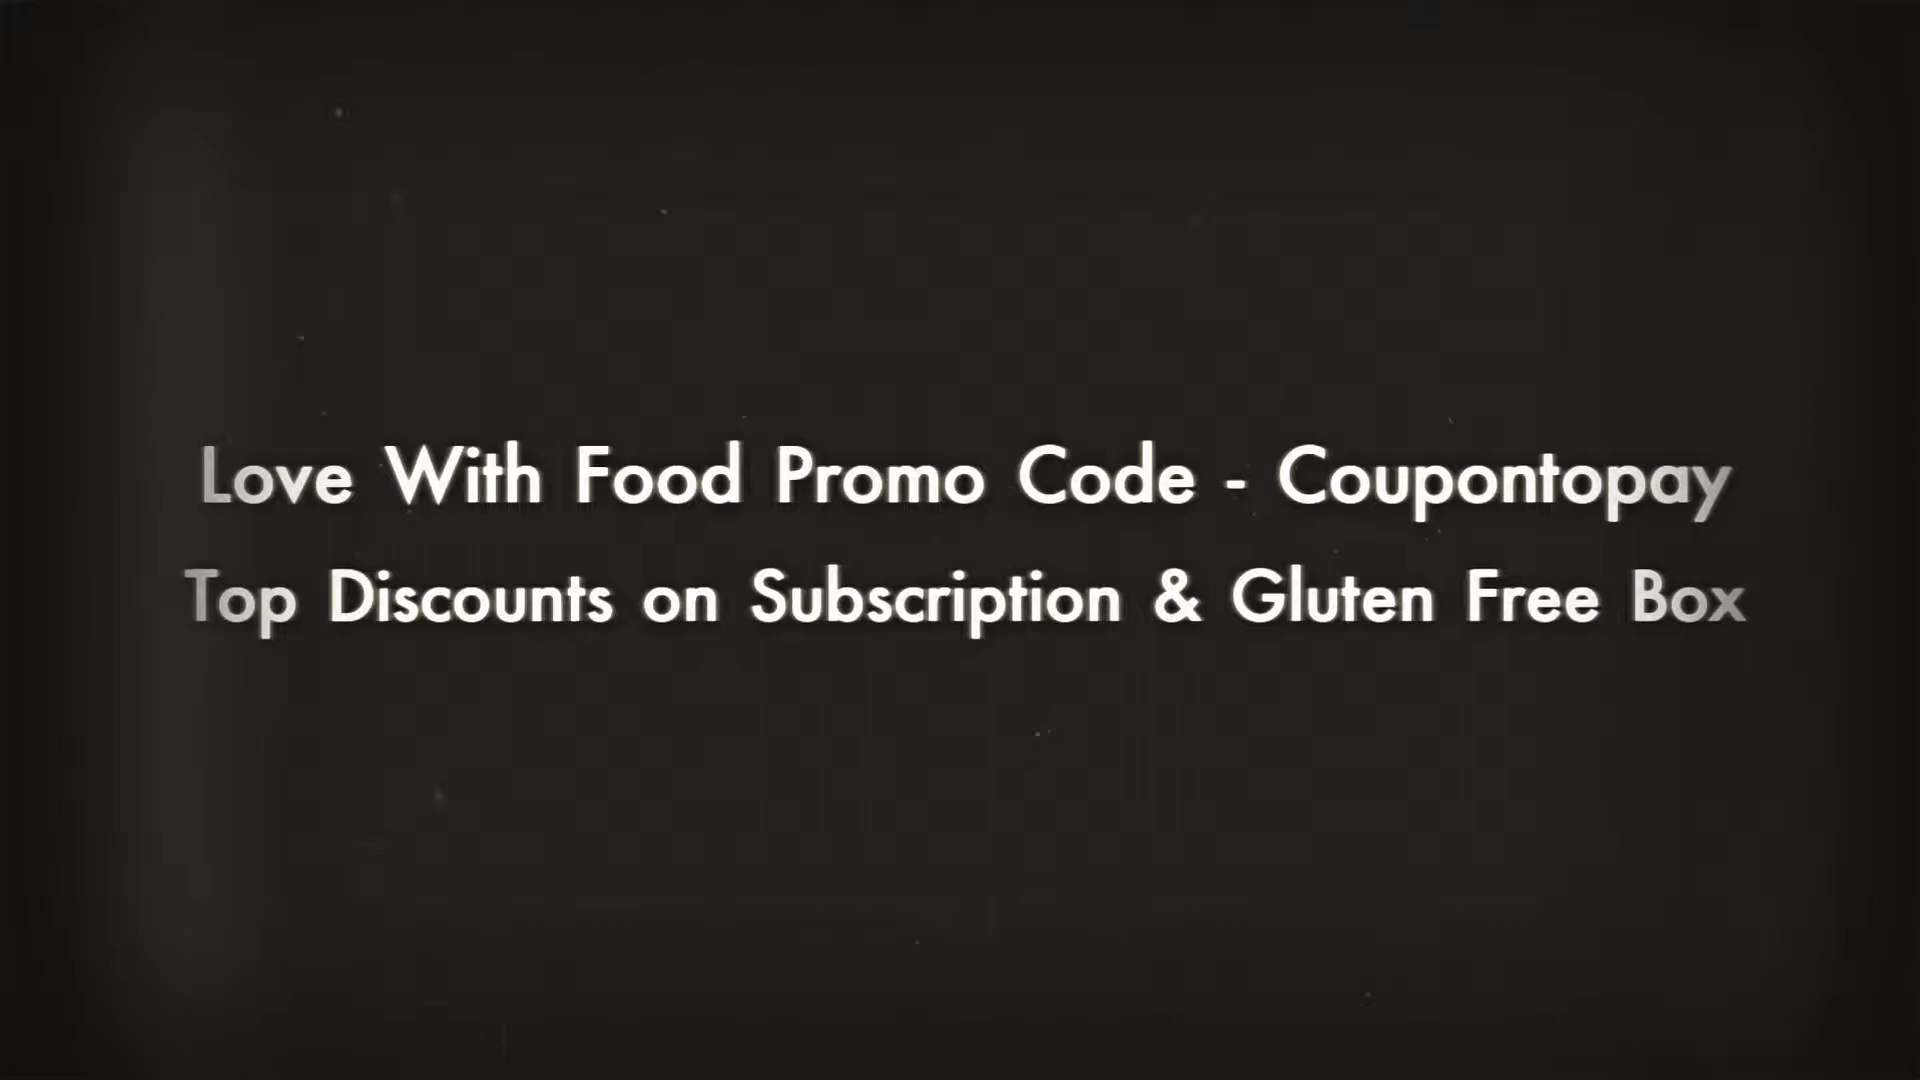 Love With Food Promo Code - Coupontopay
Top Discounts on Subscription & Gluten Free Box